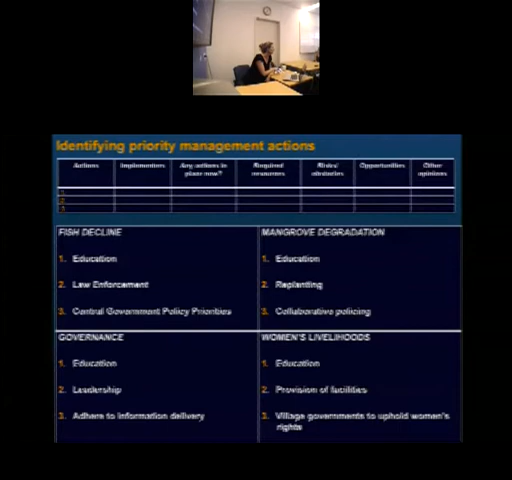 Identifying priority management actions
Actions Implementers Any actions in place now? Required resources Risks/ obstacles Opportunities Other opinions
1
2
3
FISH DECLINE
1. Education
2. Law Enforcement
3. Central Government Policy Priorities
MANGROVE DEGRADATION
1. Education
2. Replanting
3. Collaborative policing
GOVERNANCE
1. Education
2. Leadership
3. Adhere to information delivery
WOMEN'S LIVELIHOODS
1. Education
2. Provision of facilities
3. Village governments to uphold women's
rights